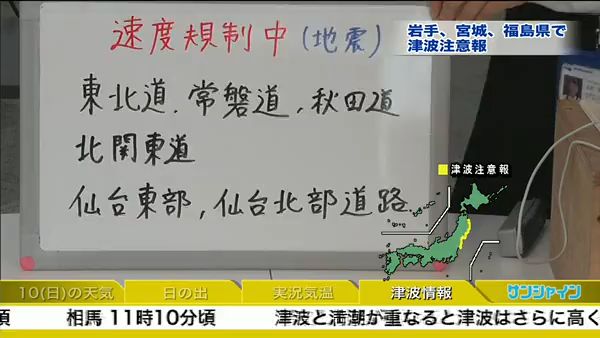 速度規制中(地震)
東北道、常磐道、秋田道
北関東道
仙台東部、仙台北部道路
岩手、宮城、福島県で
津波注意報
津波注意報
10(日)の天気 日の出 実況気温 津波情報 サンシャイン
頃 相馬 11時10分頃 津波と満潮が重なると津波はさらに高く